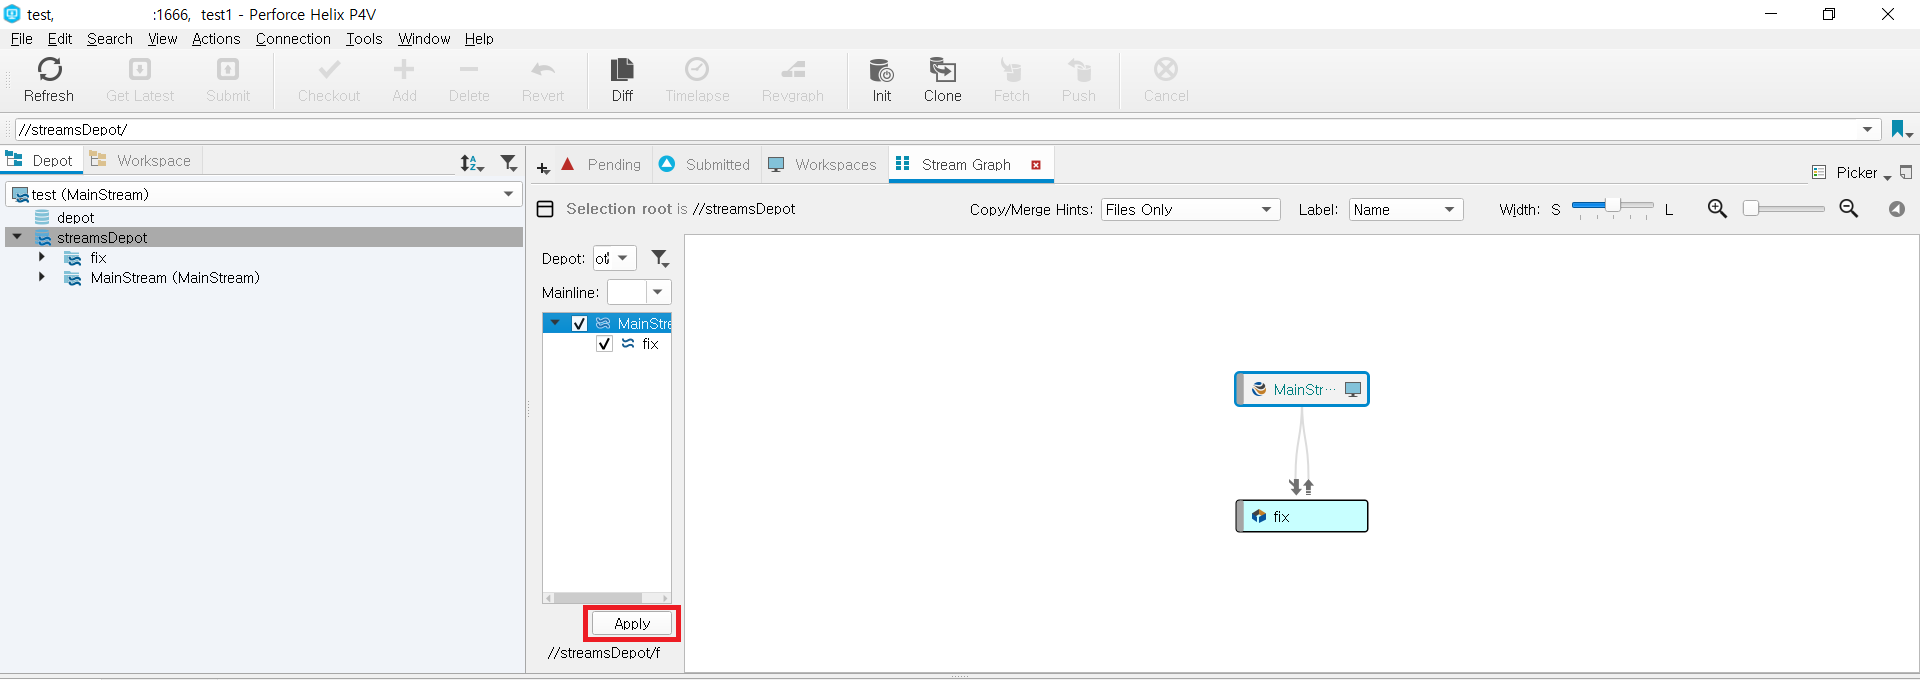 test, :1666, test1 - Perforce Helix P4V
File Edit Search View Actions Connection Tools Window Help
Refresh Get Latest Submit Checkout Add Delete Revert Diff Timelapse Revgraph Init Clone Fetch Push Cancel
//streamsDepot/
Depot Workspace
test (MainStream)
depot
streamsDepot
fix
MainStream (MainStream)
Pending Submitted Workspaces Stream Graph Picker
Selection root is //streamsDepot Copy/Merge Hints: Files Only Label: Name Width: S L
Depot:
Mainline:
MainStre
fix
Apply
//streamsDepot/f
MainStr···
fix